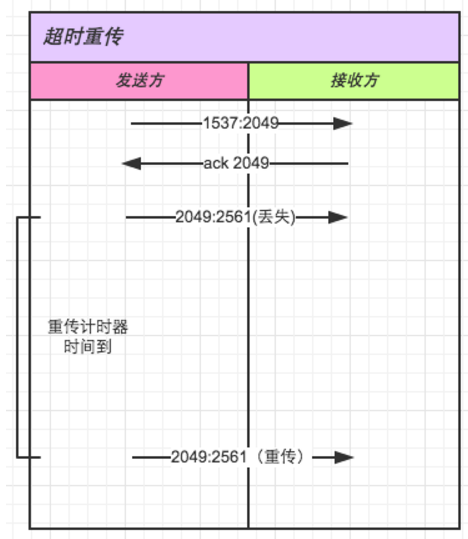 超时重传
发送方
接收方
1537:2049
ack 2049
2049:2561(丢失)
重传计时器
时间到
2049:2561（重传）